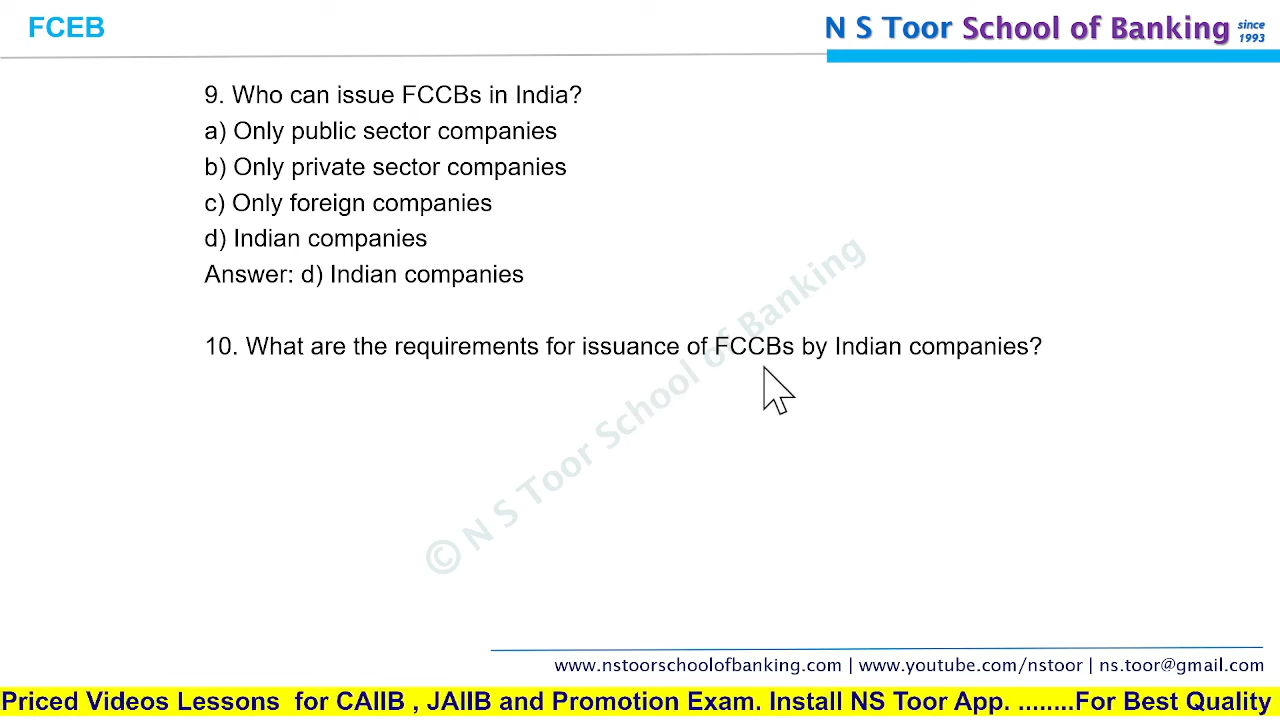 FCEB
N S Toor School of Banking since 1993
9. Who can issue FCCBs in India?
a) Only public sector companies
b) Only private sector companies
c) Only foreign companies
d) Indian companies
Answer: d) Indian companies
10. What are the requirements for issuance of FCCBs by Indian companies?
© N S Toor School of Banking
www.nstoorschoolofbanking.com | www.youtube.com/nstoor | ns.toor@gmail.com
Priced Videos Lessons for CAIIB , JAIIB and Promotion Exam. Install NS Toor App. ........For Best Quality